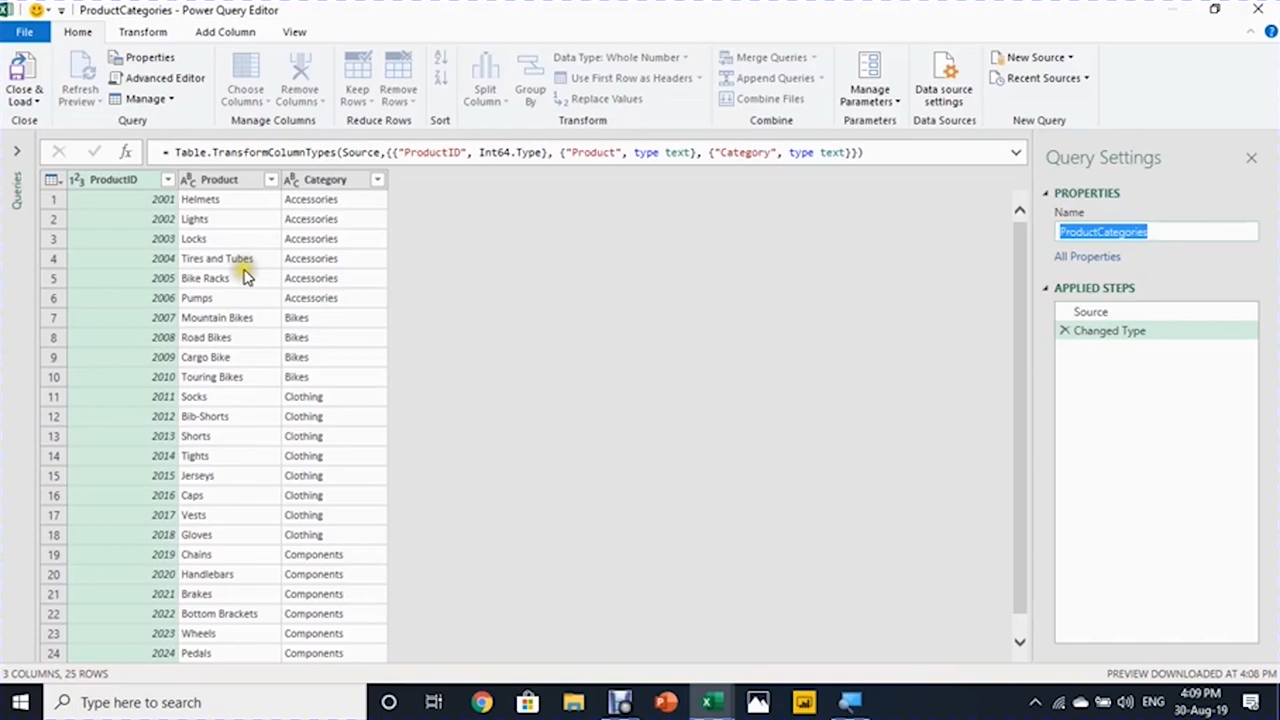 ProductCategories - Power Query Editor
File Home Transform Add Column View
Close & Load
Close
Refresh Preview
Properties
Advanced Editor
Manage
Query
Choose Columns
Remove Columns
Manage Columns
Keep Rows
Remove Rows
Reduce Rows
Sort
Split Column
Group By
Data Type: Whole Number
Use First Row as Headers
Replace Values
Transform
Merge Queries
Append Queries
Combine Files
Combine
Manage Parameters
Parameters
Data source settings
Data Sources
New Source
Recent Sources
New Query
fx = Table.TransformColumnTypes(Source,{{"ProductID", Int64.Type}, {"Product", type text}, {"Category", type text}})
Queries
ProductID Product Category
1 2001 Helmets Accessories
2 2002 Lights Accessories
3 2003 Locks Accessories
4 2004 Tires and Tubes Accessories
5 2005 Bike Racks Accessories
6 2006 Pumps Accessories
7 2007 Mountain Bikes Bikes
8 2008 Road Bikes Bikes
9 2009 Cargo Bike Bikes
10 2010 Touring Bikes Bikes
11 2011 Socks Clothing
12 2012 Bib-Shorts Clothing
13 2013 Shorts Clothing
14 2014 Tights Clothing
15 2015 Jerseys Clothing
16 2016 Caps Clothing
17 2017 Vests Clothing
18 2018 Gloves Clothing
19 2019 Chains Components
20 2020 Handlebars Components
21 2021 Brakes Components
22 2022 Bottom Brackets Components
23 2023 Wheels Components
24 2024 Pedals Components
Query Settings
PROPERTIES
Name
ProductCategories
All Properties
APPLIED STEPS
Source
Changed Type
3 COLUMNS, 25 ROWS
PREVIEW DOWNLOADED AT 4:08 PM
Type here to search
ENG
4:09 PM
30-Aug-19